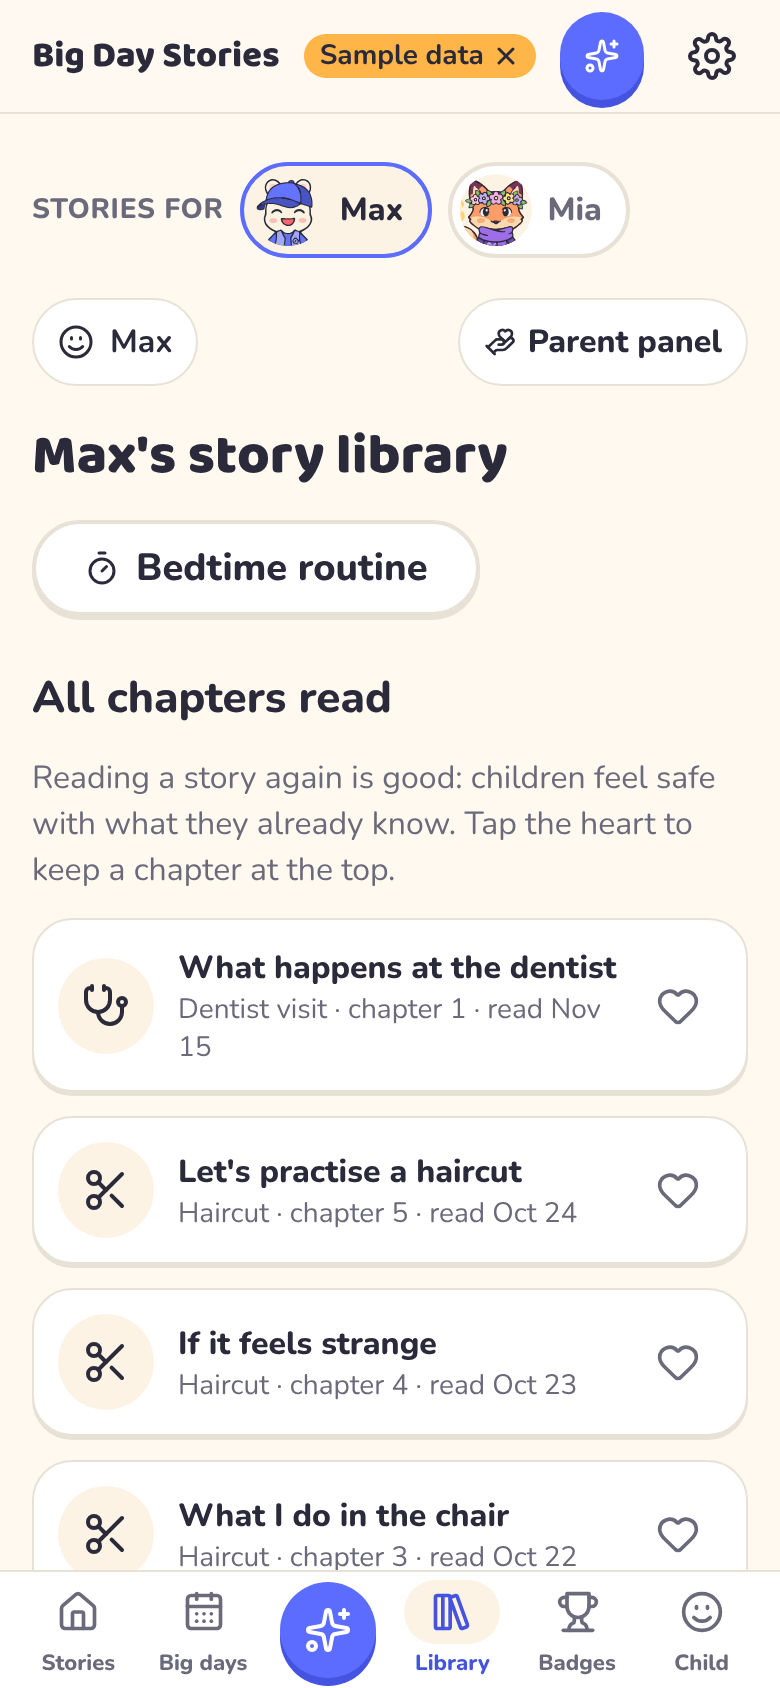 Big Day Stories
Sample data
STORIES FOR
Max
Mia
Max
Parent panel
Max's story library
Bedtime routine
All chapters read
Reading a story again is good: children feel safe
with what they already know. Tap the heart to
keep a chapter at the top.
What happens at the dentist
Dentist visit · chapter 1 · read Nov
15
Let's practise a haircut
Haircut · chapter 5 · read Oct 24
If it feels strange
Haircut · chapter 4 · read Oct 23
What I do in the chair
Haircut · chapter 3 · read Oct 22
Stories
Big days
Library
Badges
Child